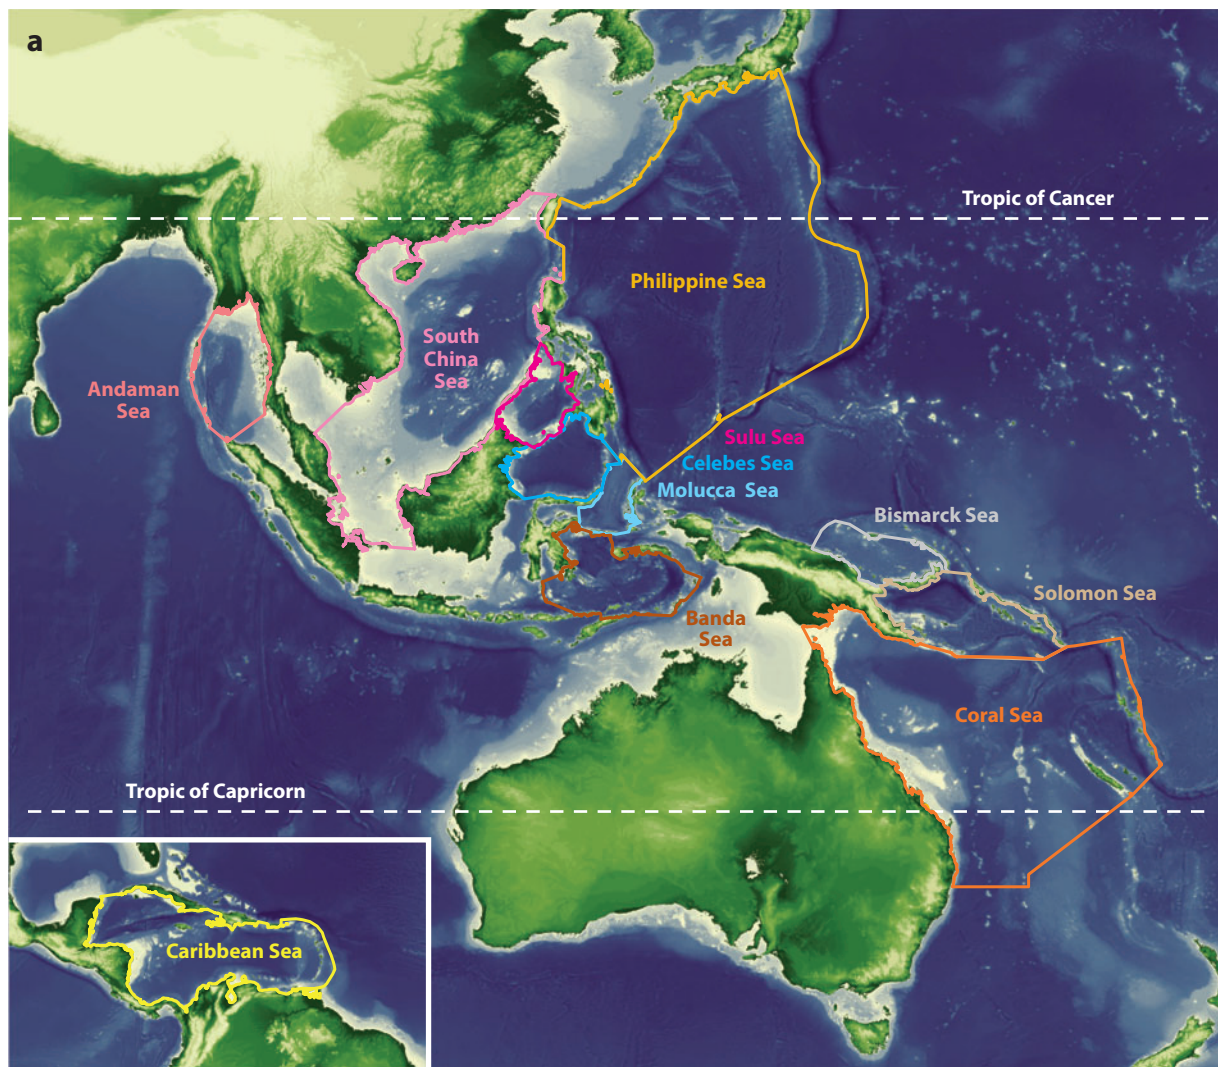 a
Tropic of Cancer
Philippine Sea
South
China
Sea
Andaman
Sea
Sulu Sea
Celebes Sea
Molucca Sea
Bismarck Sea
Solomon Sea
Banda
Sea
Coral Sea
Tropic of Capricorn
Caribbean Sea